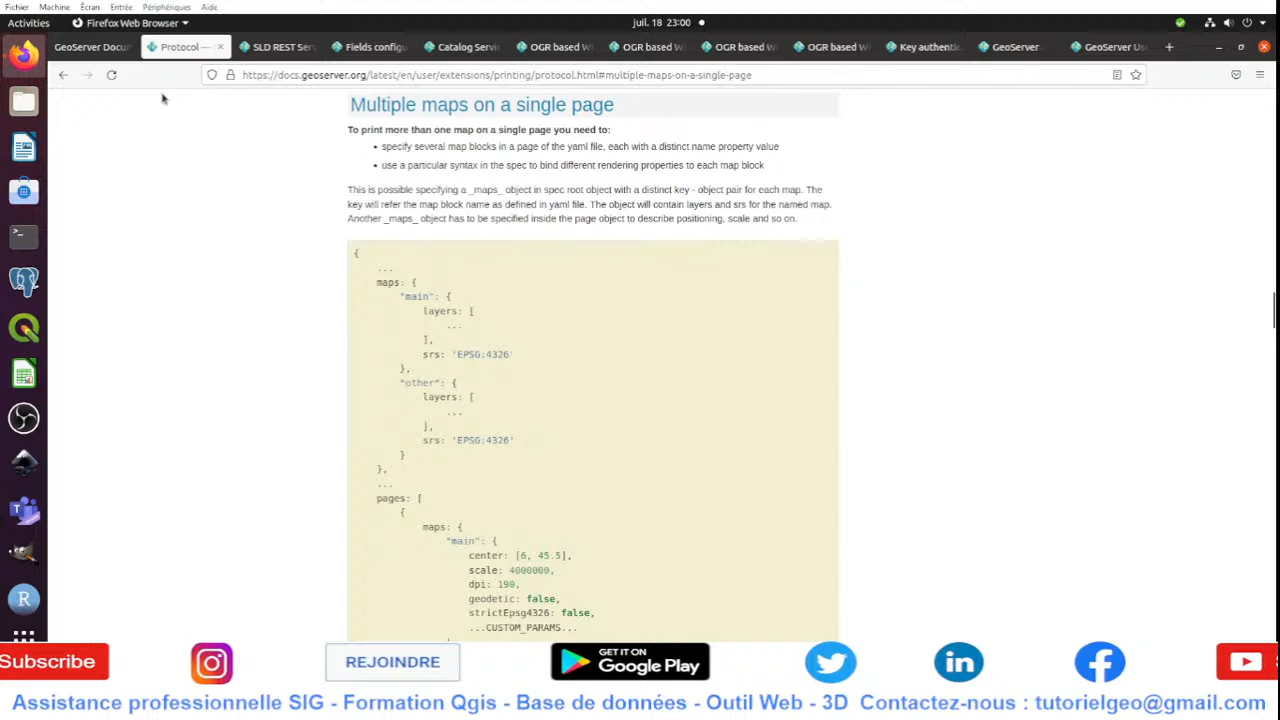 Fichier Machine Écran Entrée Périphériques Aide
Activities Firefox Web Browser juil. 18 23:00
GeoServer Docu Protocol — SLD REST Serv Fields configu Catalog Servic OGR based W OGR based W OGR based W OGR based W Key authentic GeoServer GeoServer Use
https://docs.geoserver.org/latest/en/user/extensions/printing/protocol.html#multiple-maps-on-a-single-page
Multiple maps on a single page
To print more than one map on a single page you need to:
• specify several map blocks in a page of the yaml file, each with a distinct name property value
• use a particular syntax in the spec to bind different rendering properties to each map block
This is possible specifying a _maps_ object in spec root object with a distinct key - object pair for each map. The
key will refer the map block name as defined in yaml file. The object will contain layers and srs for the named map.
Another _maps_ object has to be specified inside the page object to describe positioning, scale and so on.
{
...
maps: {
"main": {
layers: [
...
],
srs: 'EPSG:4326'
},
"other": {
layers: [
...
],
srs: 'EPSG:4326'
}
},
...
pages: [
{
maps: {
"main": {
center: [6, 45.5],
scale: 4000000,
dpi: 190,
geodetic: false,
strictEpsg4326: false,
...CUSTOM_PARAMS...
Subscribe REJOINDRE GET IT ON Google Play
Assistance professionnelle SIG - Formation Qgis - Base de données - Outil Web - 3D Contactez-nous : tutorielgeo@gmail.com